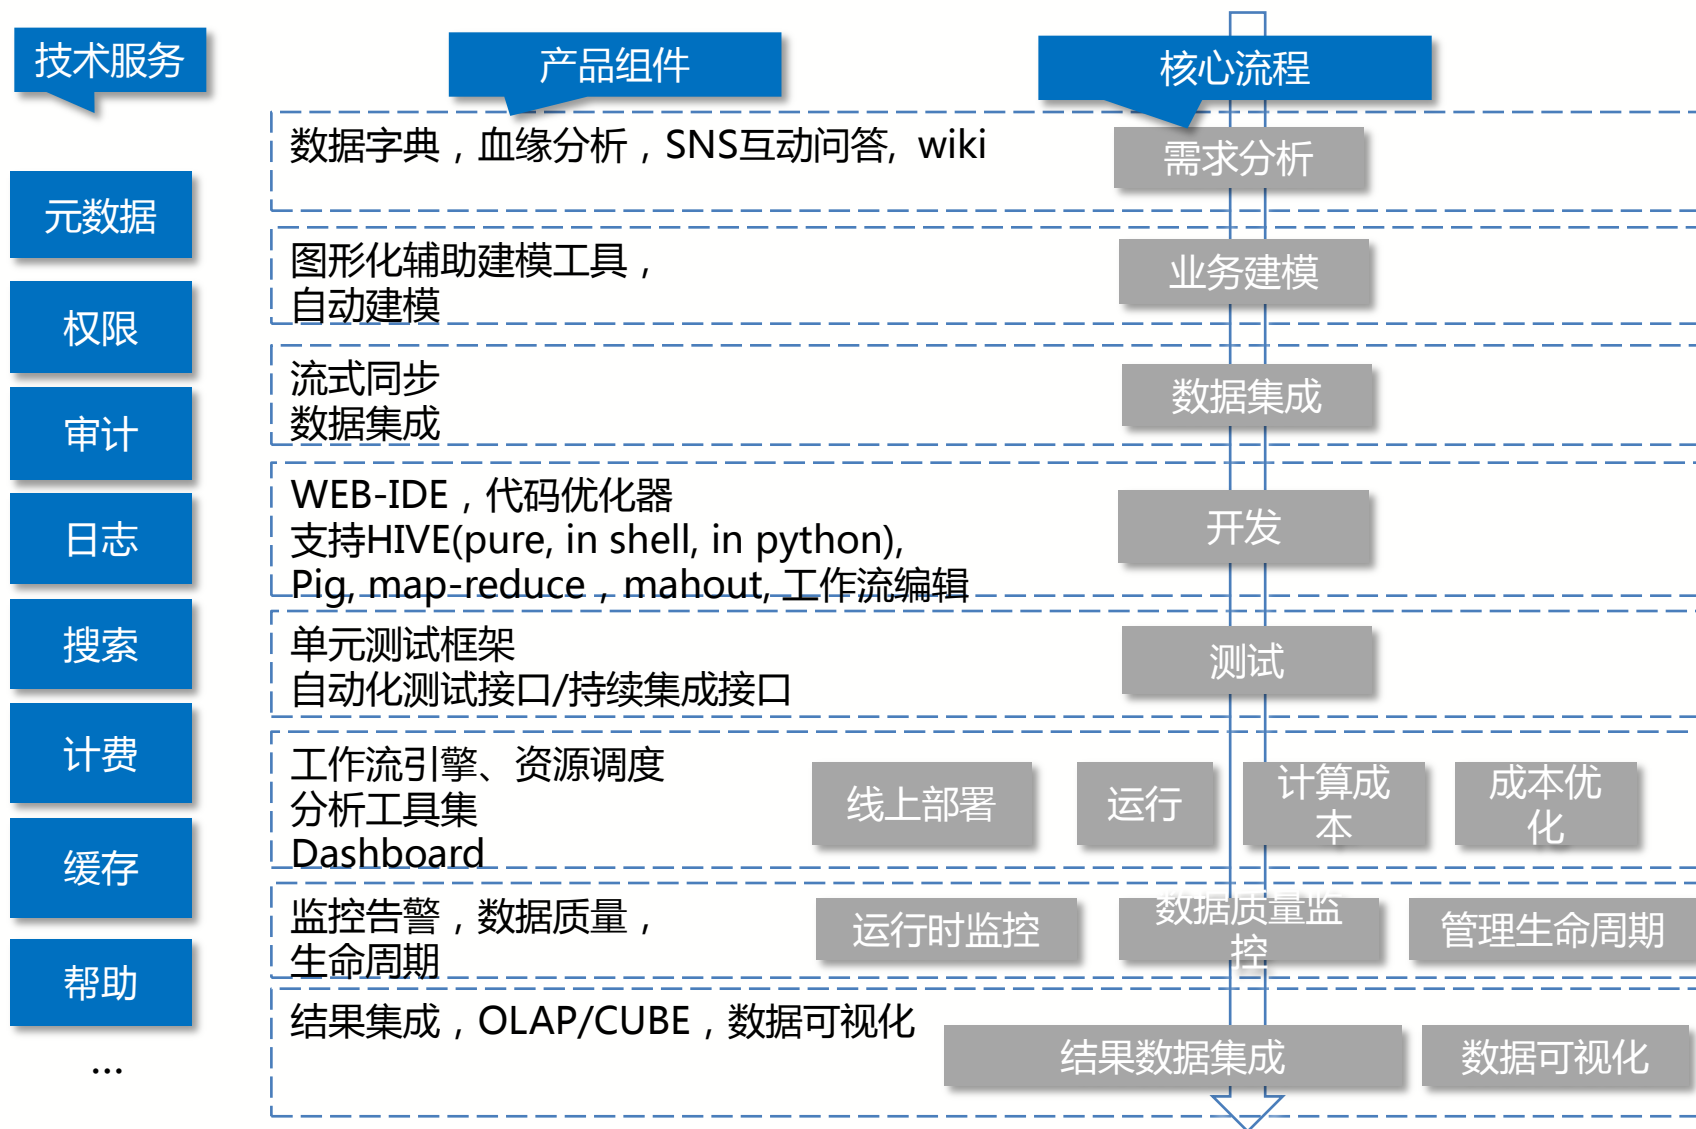 技术服务
产品组件
核心流程
数据字典，血缘分析，SNS互动问答, wiki
需求分析
元数据
图形化辅助建模工具，
自动建模
业务建模
权限
流式同步
数据集成
数据集成
审计
WEB-IDE，代码优化器
支持HIVE(pure, in shell, in python),
Pig, map-reduce，mahout, 工作流编辑
开发
日志
单元测试框架
自动化测试接口/持续集成接口
测试
搜索
工作流引擎、资源调度
分析工具集
Dashboard
线上部署
运行
计算成
本
成本优
化
计费
缓存
监控告警，数据质量，
生命周期
运行时监控
数据质量监
控
管理生命周期
帮助
结果集成，OLAP/CUBE，数据可视化
结果数据集成
数据可视化
...